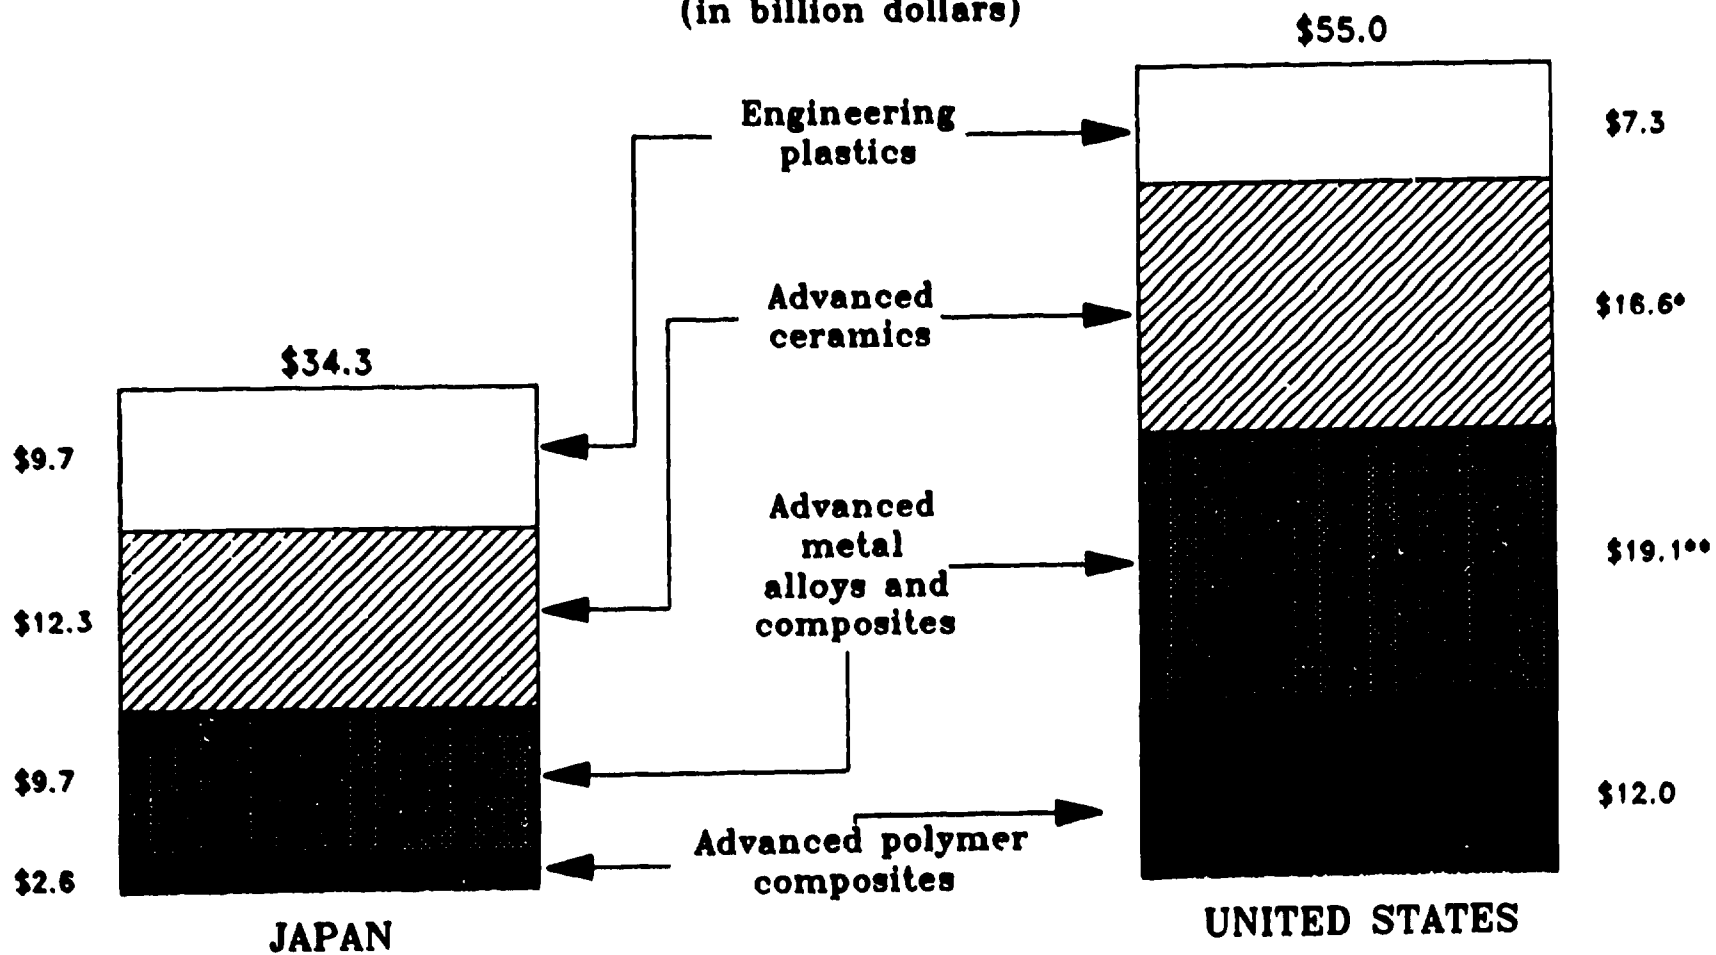 (in billion dollars)
$55.0
Engineering
plastics
$7.3
Advanced
ceramics
$16.6*
$34.3
$9.7
Advanced
metal
alloys and
composites
$19.1**
$12.3
$9.7
$12.0
Advanced polymer
composites
$2.6
JAPAN
UNITED STATES